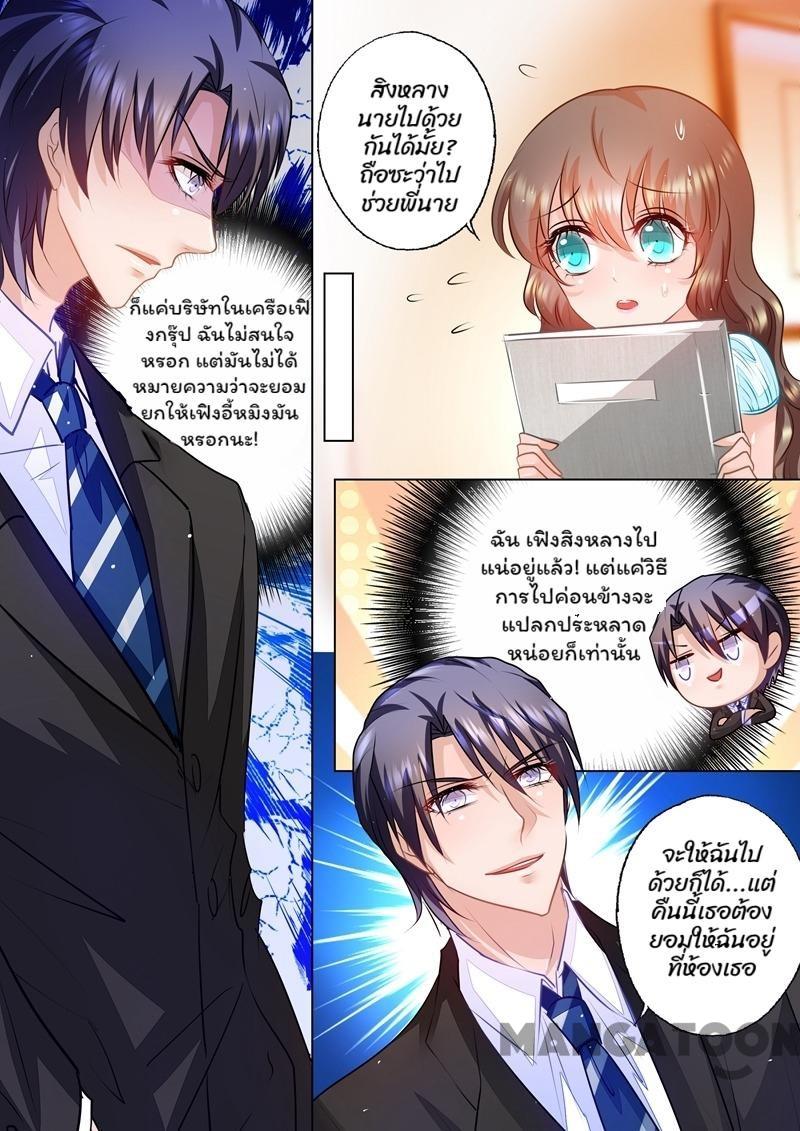 สิงหลาง
นายไปด้วย
กันได้มั้ย?
ถือซะว่าไป
ช่วยพี่นาย
ก็แค่บริษัทในเครือเฟิ
งกรุ๊ป ฉันไม่สนใจ
หรอก แต่มันไม่ได้
หมายความว่าจะยอม
ยกให้เฟิงอี้หมิงมัน
หรอกนะ!
ฉัน เฟิงสิงหลางไป
แน่อยู่แล้ว! แต่แค่วิธี
การไปค่อนข้างจะ
แปลกประหลาด
หน่อยก็เท่านั้น
จะให้ฉันไป
ด้วยก็ได้...แต่
คืนนี้เธอต้อง
ยอมให้ฉันอยู่
ที่ห้องเธอ
MANGATOON